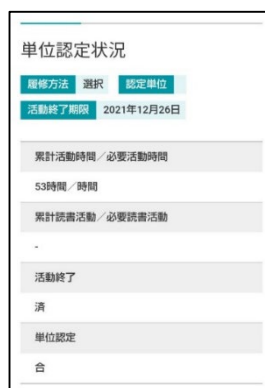 単位認定状況
履修方法 選択 認定単位
活動終了期限 2021年12月26日
累計活動時間／必要活動時間
53時間／時間
累計読書活動／必要読書活動
-
活動終了
済
単位認定
合